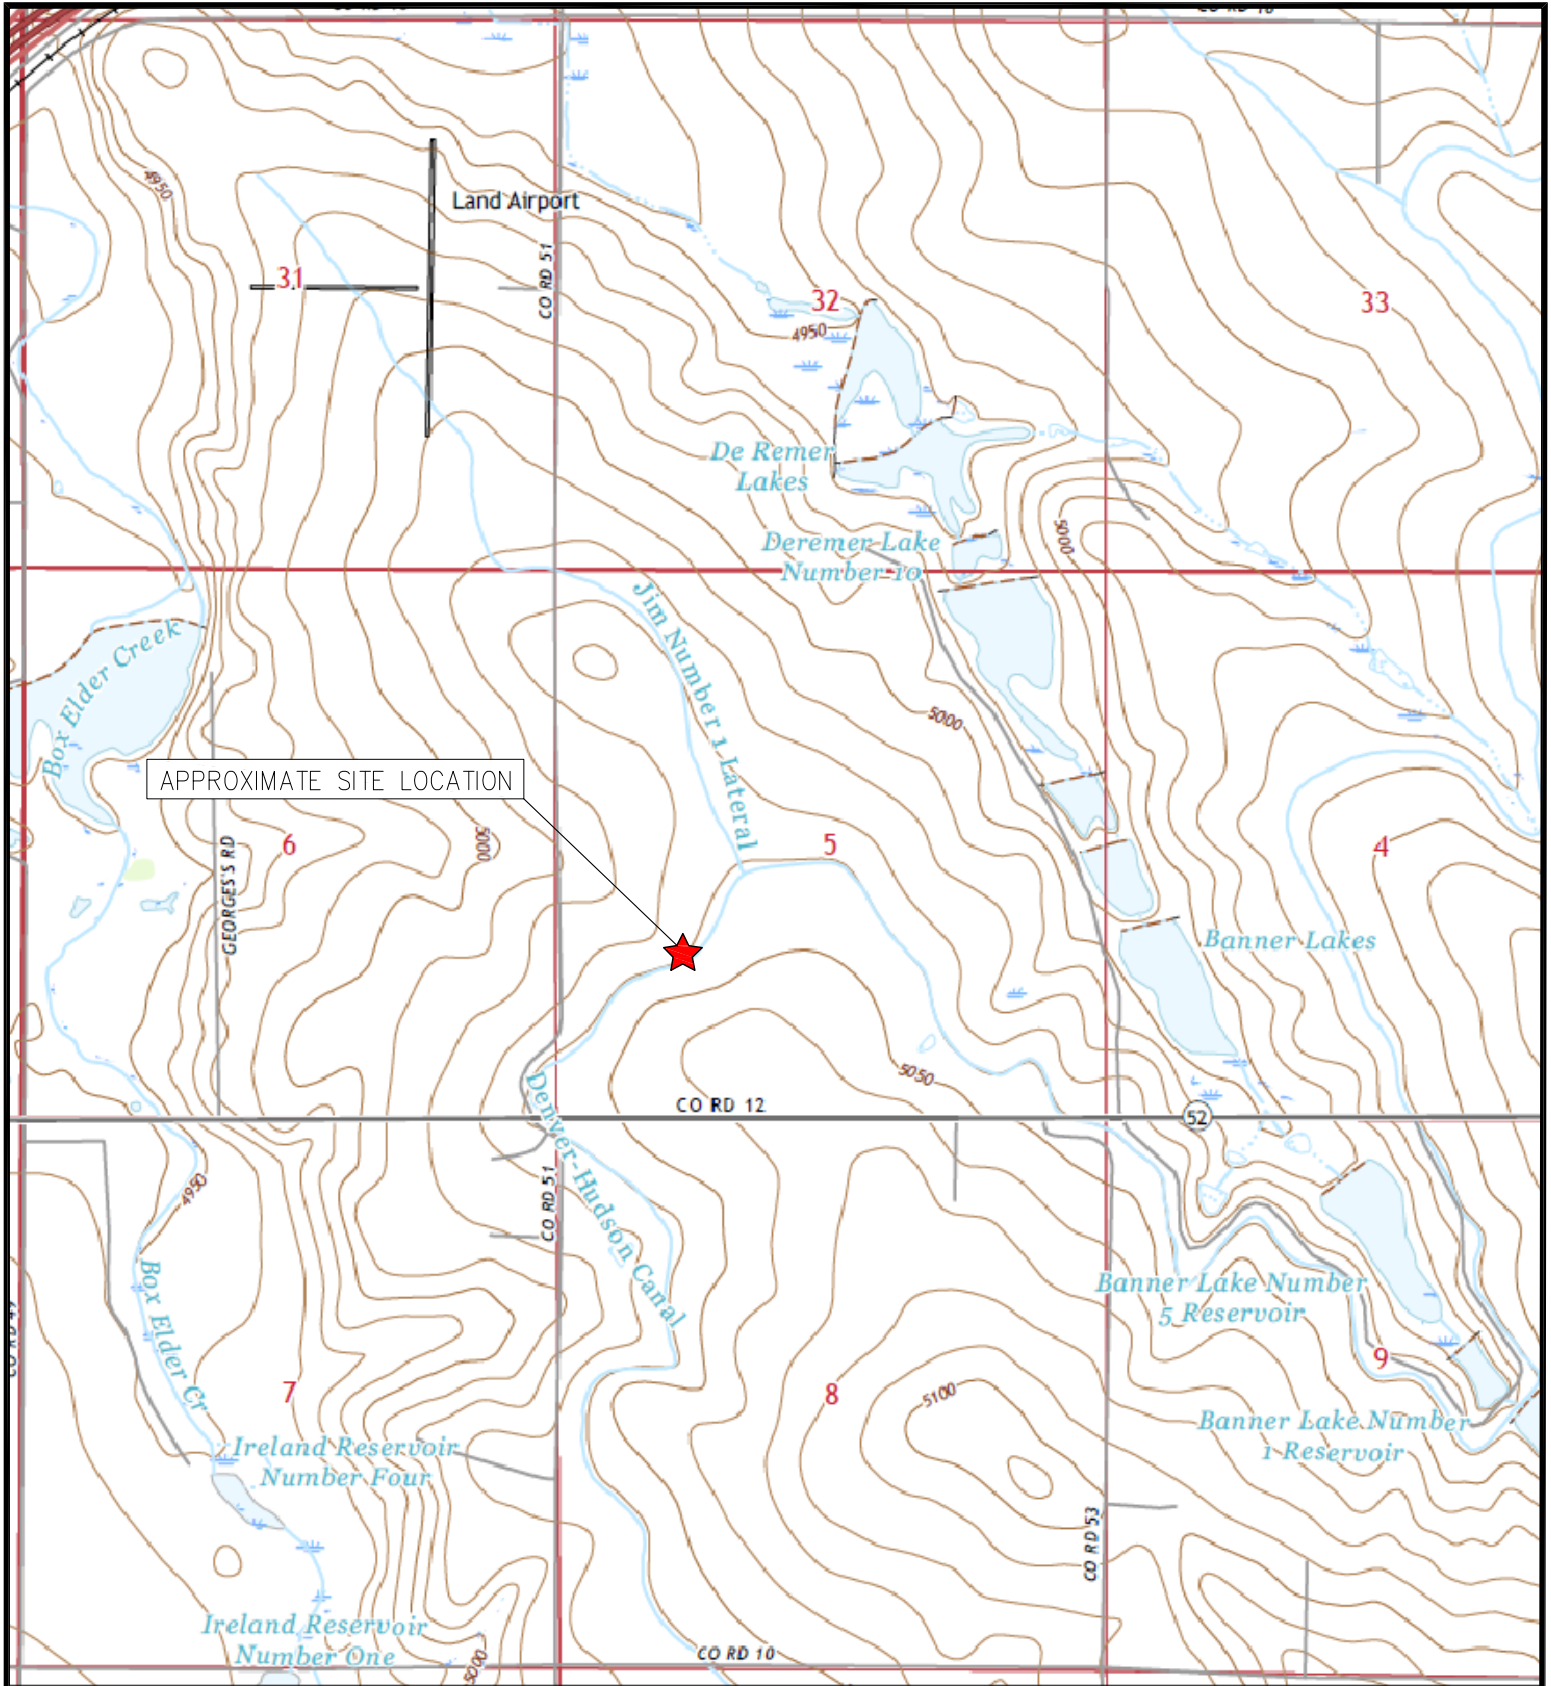 4950
Land Airport
CO RD 51
31
32
33
4950
De Remer
Lakes
5000
Deremer Lake
Number 10
Jim Number 1 Lateral
Box Elder Creek
5000
APPROXIMATE SITE LOCATION
6
5000
5
4
GEORGES'S RD
Banner Lakes
5050
Denver-Hudson Canal
CO RD 12
52
4950
CO RD 51
Box Elder Cr
Banner Lake Number
5 Reservoir
7
8
5100
9
Banner Lake Number
1 Reservoir
Ireland Reservoir
Number Four
CO RD 53
Ireland Reservoir
Number One
5000
CO RD 10